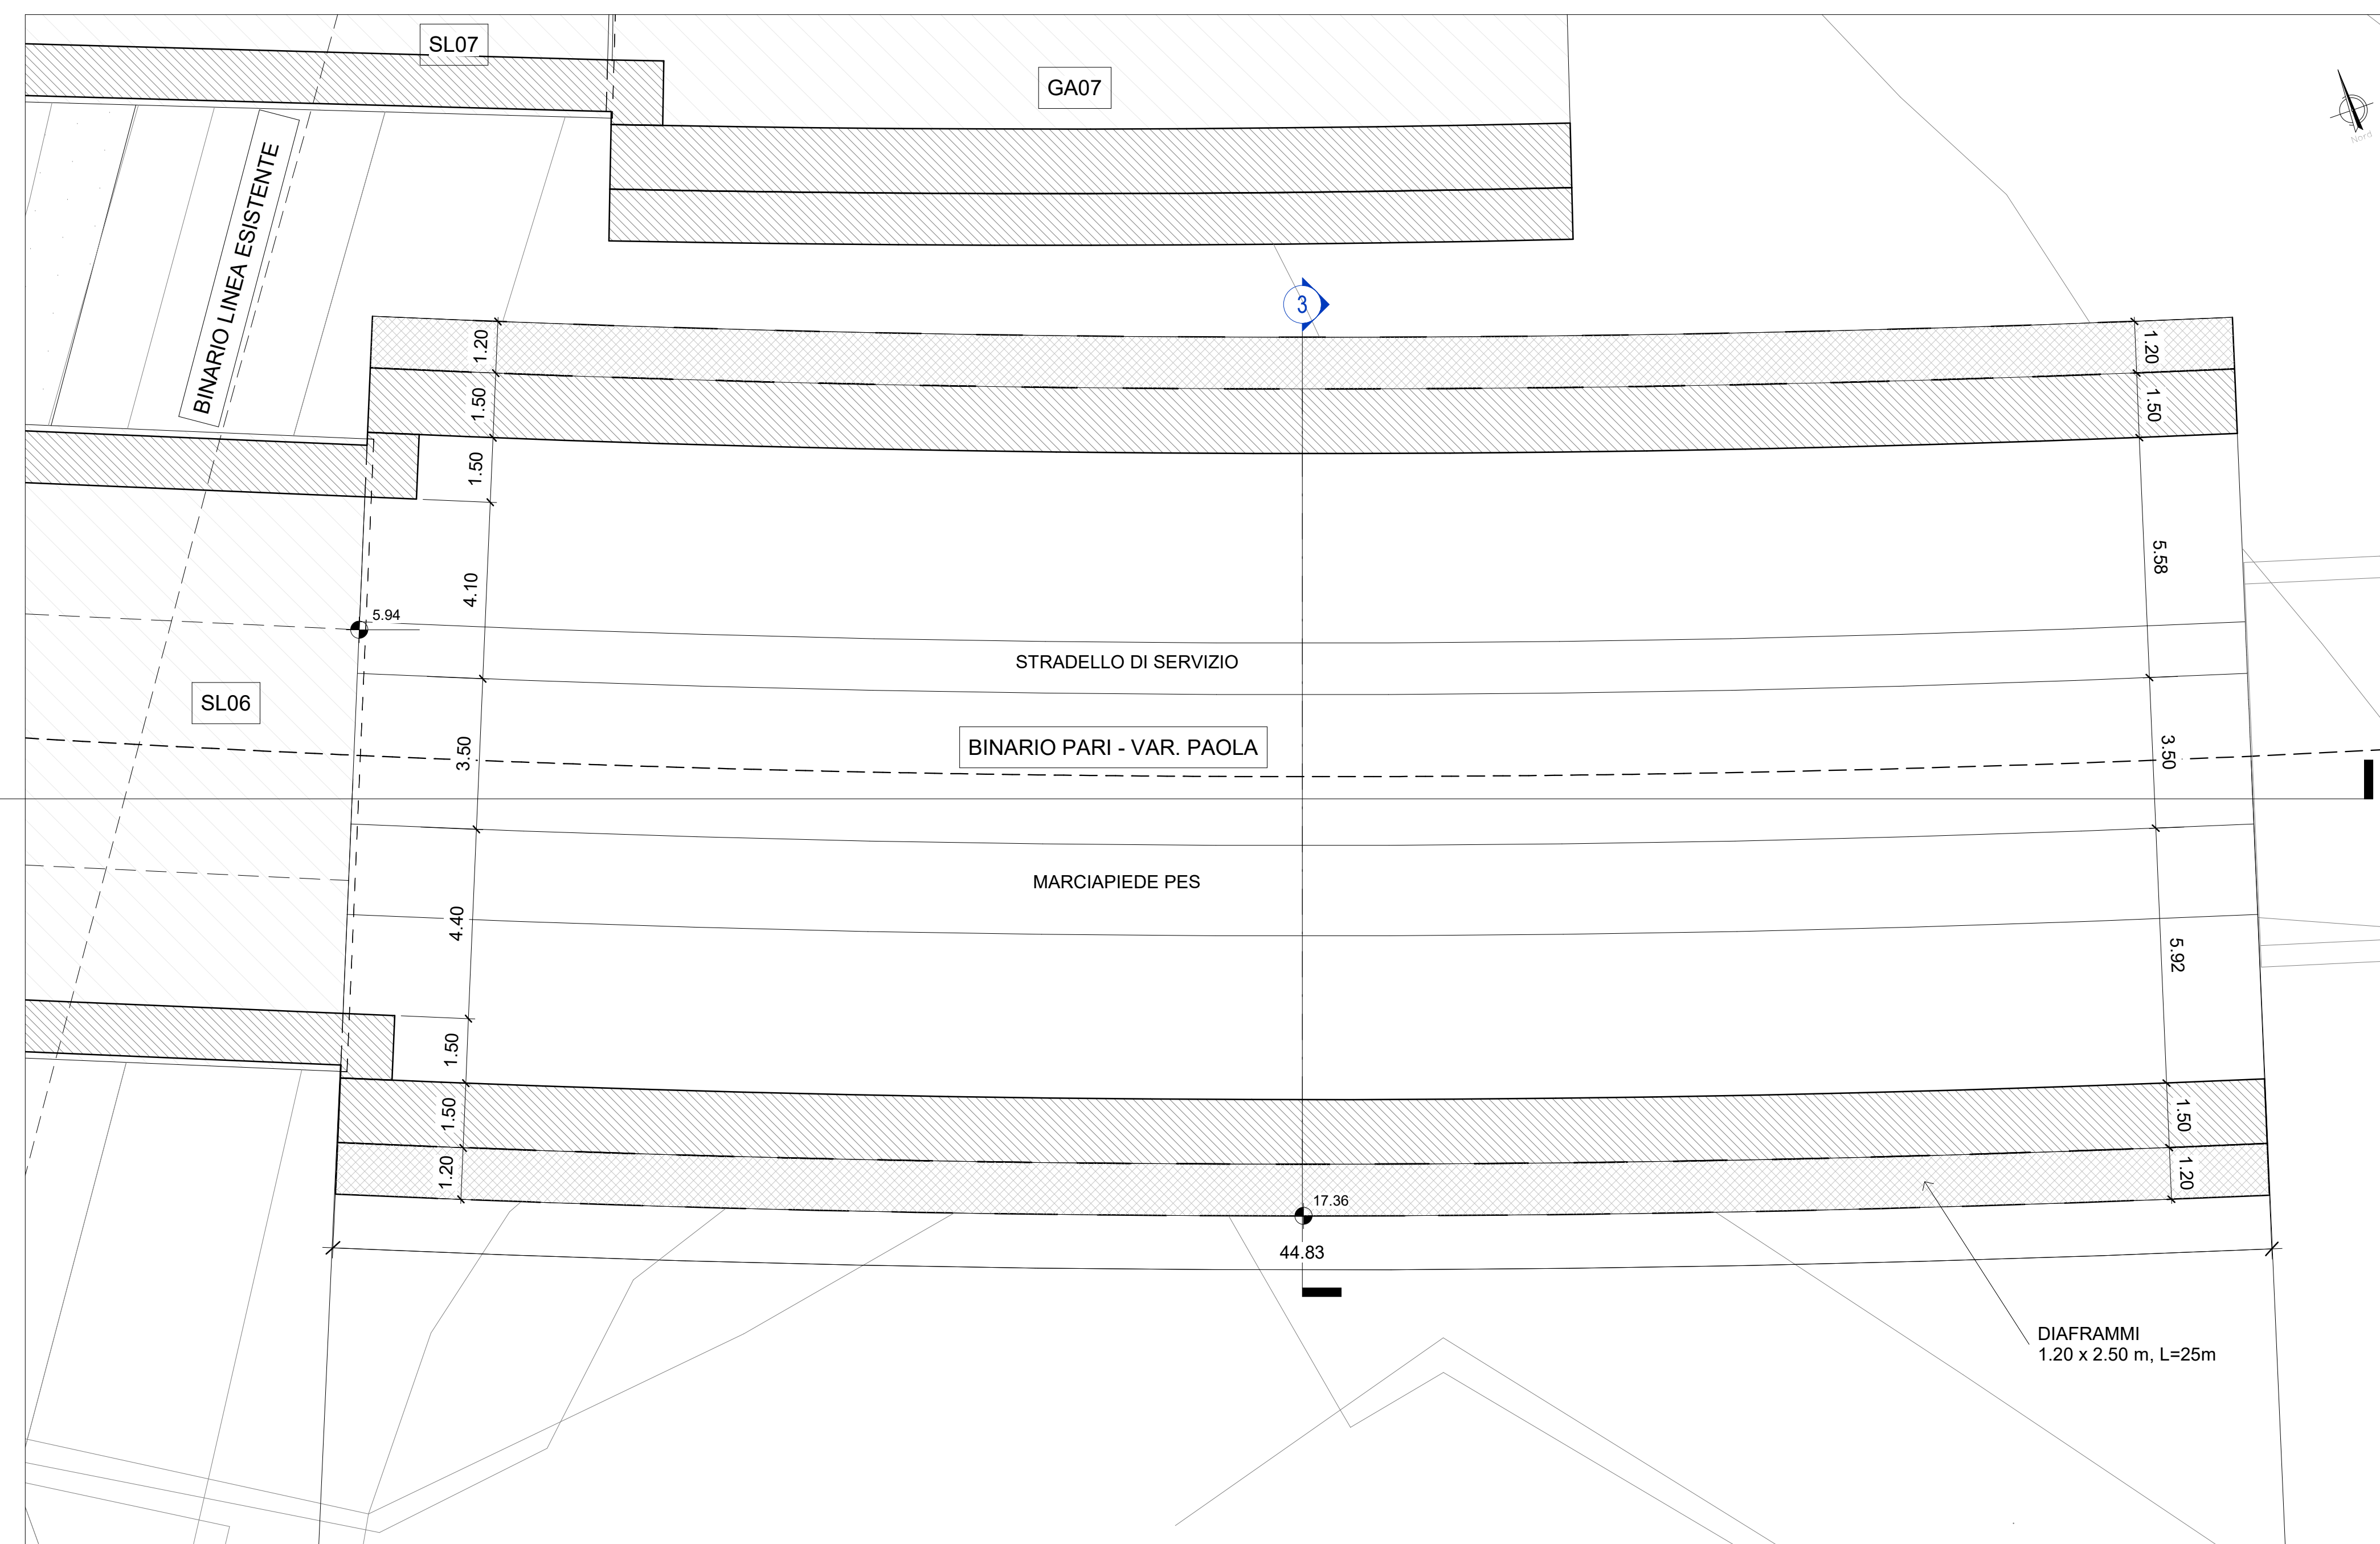 SL07
GA07
Nord
BINARIO LINEA ESISTENTE
3
1.20
1.20
1.50
1.50
1.50
5.58
4.10
5.94
STRADELLO DI SERVIZIO
SL06
BINARIO PARI - VAR. PAOLA
3.50
3.50
MARCIAPIEDE PES
4.40
5.92
1.50
1.50
1.50
1.20
1.20
17.36
44.83
DIAFRAMMI
1.20 x 2.50 m, L=25m